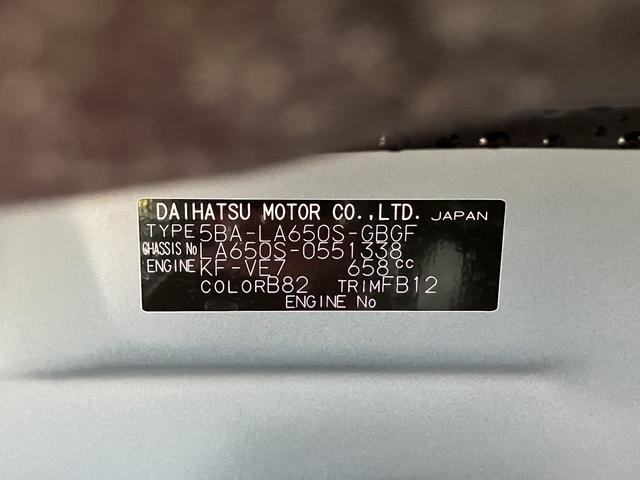 DAIHATSU MOTOR CO.,LTD. JAPAN
TYPE 5BA-LA650S-GBGF
CHASSIS No LA650S-0551338
ENGINE KF-VE7 658cc
COLOR B82 TRIM FB12
ENGINE No